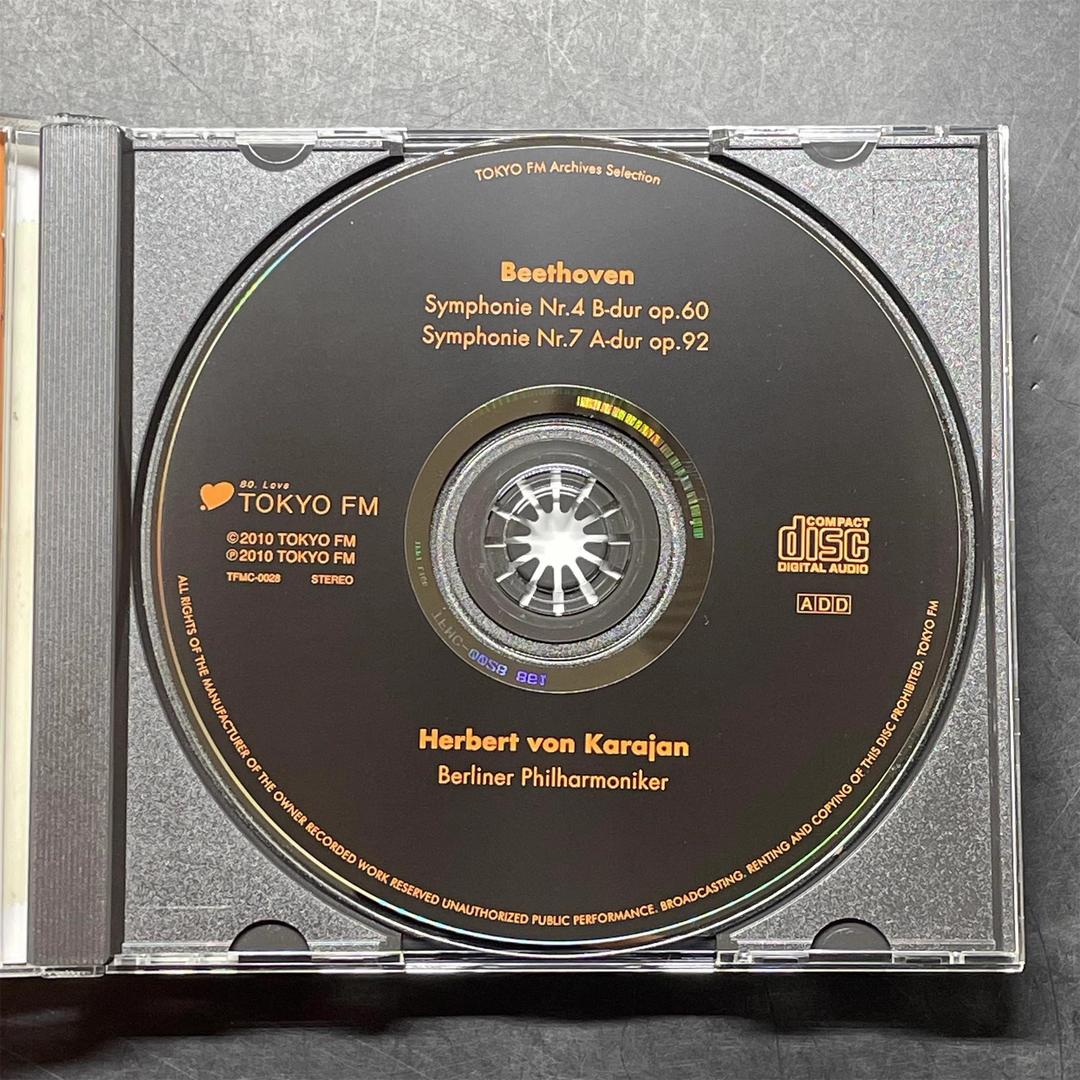 TOKYO FM Archives Selection
Beethoven
Symphonie Nr.4 B-dur op.60
Symphonie Nr.7 A-dur op.92
80. Love
TOKYO FM
©2010 TOKYO FM
℗2010 TOKYO FM
TFMC-0028 STEREO
COMPACT
disc
DIGITAL AUDIO
ADD
Herbert von Karajan
Berliner Philharmoniker
ALL RIGHTS OF THE MANUFACTURER OF THE OWNER RECORDED WORK RESERVED UNAUTHORIZED PUBLIC PERFORMANCE. BROADCASTING. RENTING AND COPYING OF THIS DISC PROHIBITED. TOKYO FM